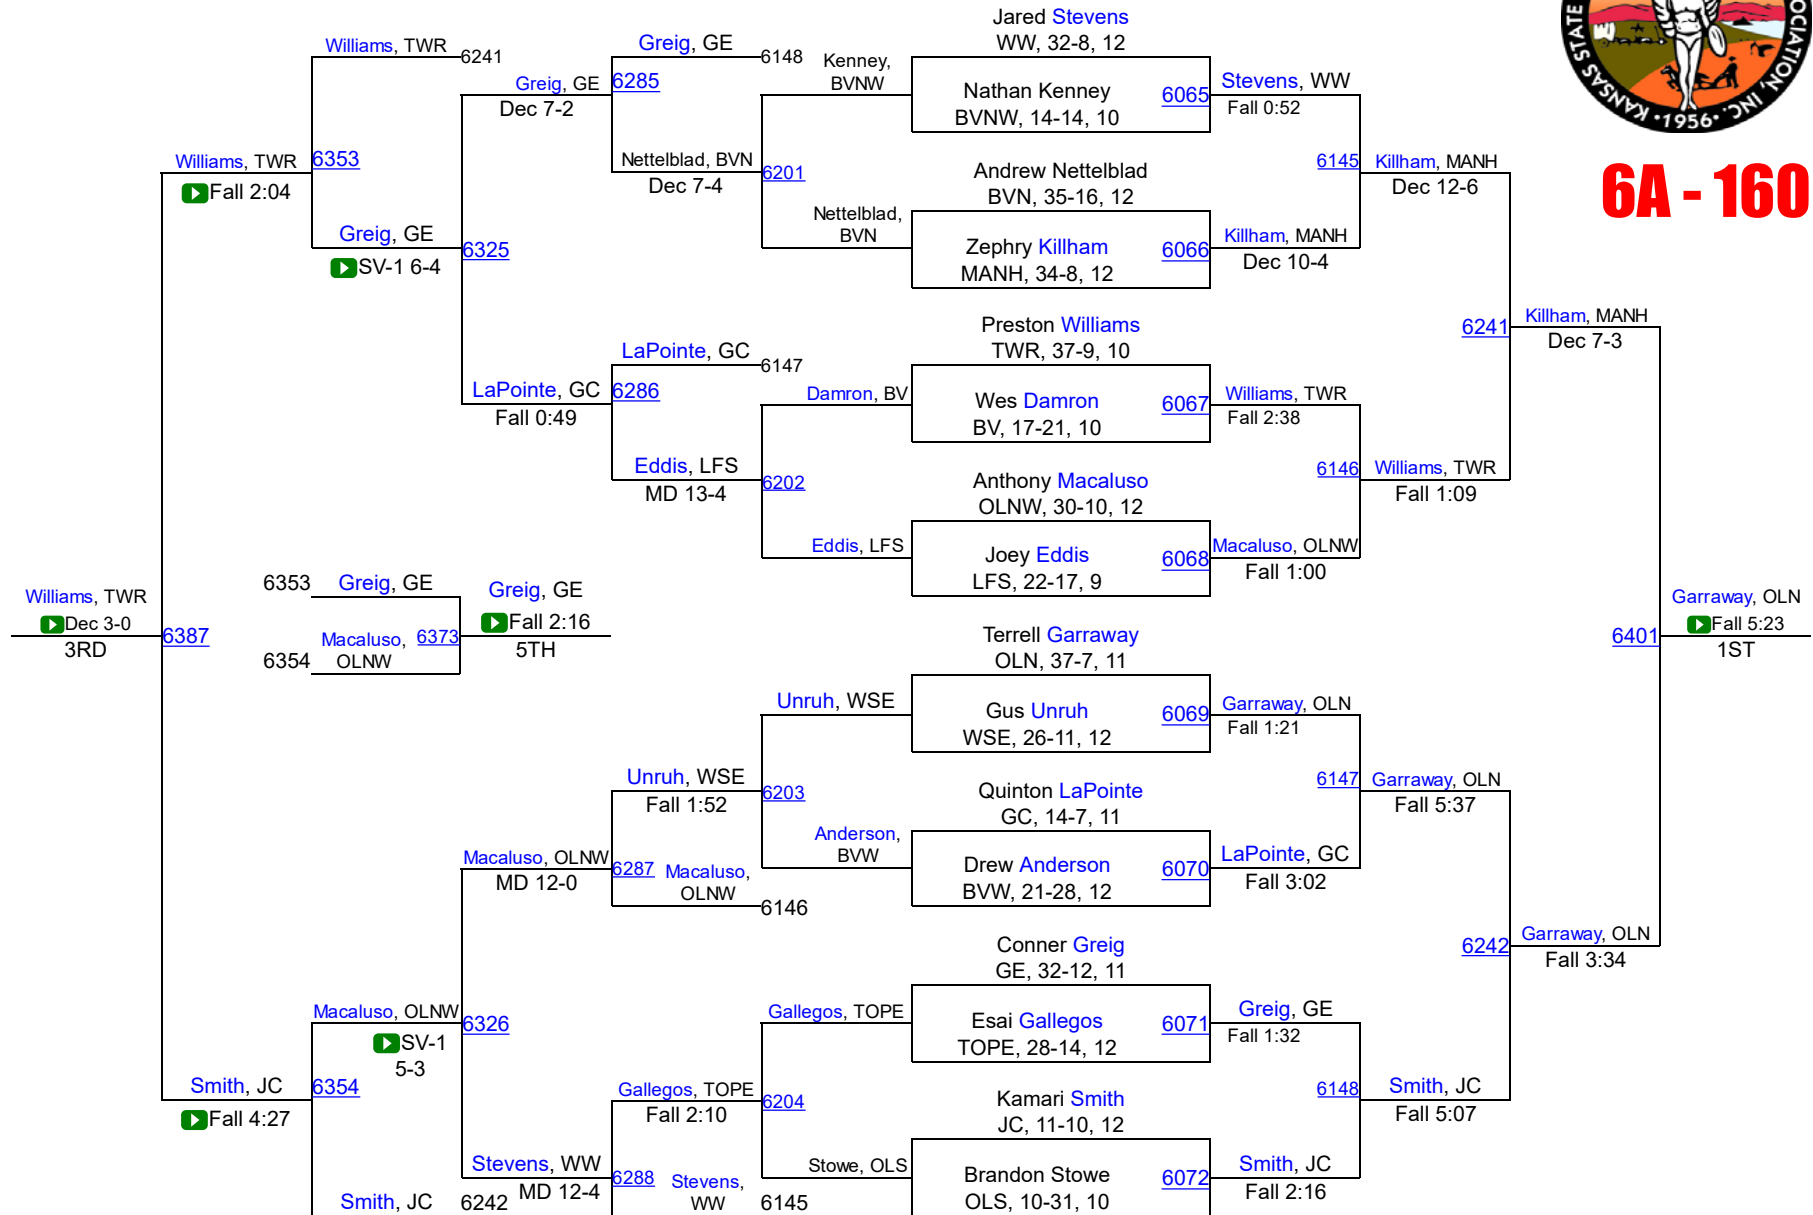 Jared Stevens
WW, 32-8, 12
KANSAS STATE
OCIATION, INC.
•1956•
6A - 160
Williams, TWR
6241
Greig, GE
6148
Kenney,
BVNW
Greig, GE
6285
Dec 7-2
Nathan Kenney
BVNW, 14-14, 10
6065
Stevens, WW
Fall 0:52
Williams, TWR
6353
Fall 2:04
Nettelblad, BVN
6201
Dec 7-4
Andrew Nettelblad
BVN, 35-16, 12
6145
Killham, MANH
Dec 12-6
Nettelblad,
BVN
Greig, GE
6325
SV-1 6-4
Zephry Killham
MANH, 34-8, 12
6066
Killham, MANH
Dec 10-4
Preston Williams
TWR, 37-9, 10
6241
Killham, MANH
Dec 7-3
LaPointe, GC
6147
LaPointe, GC
6286
Fall 0:49
Damron, BV
Wes Damron
BV, 17-21, 10
6067
Williams, TWR
Fall 2:38
Eddis, LFS
6202
MD 13-4
Anthony Macaluso
OLNW, 30-10, 12
6146
Williams, TWR
Fall 1:09
Eddis, LFS
Joey Eddis
LFS, 22-17, 9
6068
Macaluso, OLNW
Fall 1:00
6353
Greig, GE
Greig, GE
Williams, TWR
Dec 3-0
3RD
6387
Macaluso,
OLNW
6373
6354
Fall 2:16
5TH
Terrell Garraway
OLN, 37-7, 11
6401
Garraway, OLN
Fall 5:23
1ST
Unruh, WSE
Gus Unruh
WSE, 26-11, 12
6069
Garraway, OLN
Fall 1:21
Unruh, WSE
6203
Fall 1:52
Quinton LaPointe
GC, 14-7, 11
6147
Garraway, OLN
Fall 5:37
Anderson,
BVW
Macaluso, OLNW
6287
MD 12-0
Macaluso,
OLNW
6146
Drew Anderson
BVW, 21-28, 12
6070
LaPointe, GC
Fall 3:02
Conner Greig
GE, 32-12, 11
6242
Garraway, OLN
Fall 3:34
Macaluso, OLNW
6326
SV-1
5-3
Gallegos, TOPE
Esai Gallegos
TOPE, 28-14, 12
6071
Greig, GE
Fall 1:32
Smith, JC
6354
Fall 4:27
Gallegos, TOPE
6204
Fall 2:10
Kamari Smith
JC, 11-10, 12
6148
Smith, JC
Fall 5:07
Stevens, WW
6288
MD 12-4
Stevens,
WW
6145
Stowe, OLS
Brandon Stowe
OLS, 10-31, 10
6072
Smith, JC
Fall 2:16
Smith, JC
6242